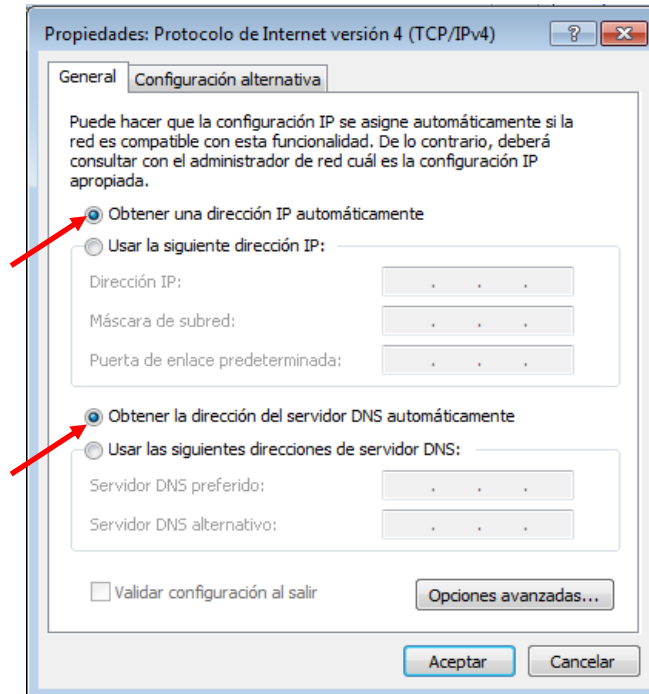 Propiedades: Protocolo de Internet versión 4 (TCP/IPv4)
General
Configuración alternativa
Puede hacer que la configuración IP se asigne automáticamente si la
red es compatible con esta funcionalidad. De lo contrario, deberá
consultar con el administrador de red cuál es la configuración IP
apropiada.
Obtener una dirección IP automáticamente
Usar la siguiente dirección IP:
Dirección IP:
Máscara de subred:
Puerta de enlace predeterminada:
Obtener la dirección del servidor DNS automáticamente
Usar las siguientes direcciones de servidor DNS:
Servidor DNS preferido:
Servidor DNS alternativo:
Validar configuración al salir
Opciones avanzadas...
Aceptar
Cancelar